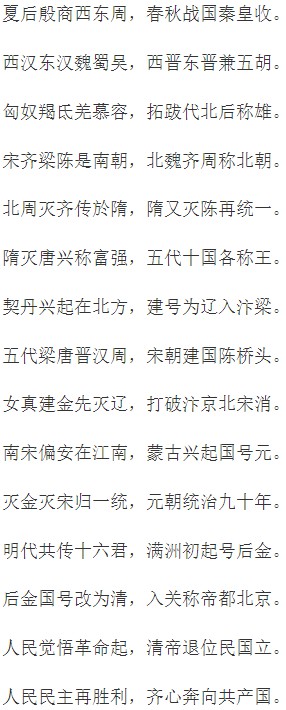 夏后殷商西东周，春秋战国秦皇收。
西汉东汉魏蜀吴，西晋东晋兼五胡。
匈奴羯氐羌慕容，拓跋代北后称雄。
宋齐梁陈是南朝，北魏齐周称北朝。
北周灭齐传於隋，隋又灭陈再统一。
隋灭唐兴称富强，五代十国各称王。
契丹兴起在北方，建号为辽入汴梁。
五代梁唐晋汉周，宋朝建国陈桥头。
女真建金先灭辽，打破汴京北宋消。
南宋偏安在江南，蒙古兴起国号元。
灭金灭宋归一统，元朝统治九十年。
明代共传十六君，满洲初起号后金。
后金国号改为清，入关称帝都北京。
人民觉悟革命起，清帝退位民国立。
人民民主再胜利，齐心奔向共产国。